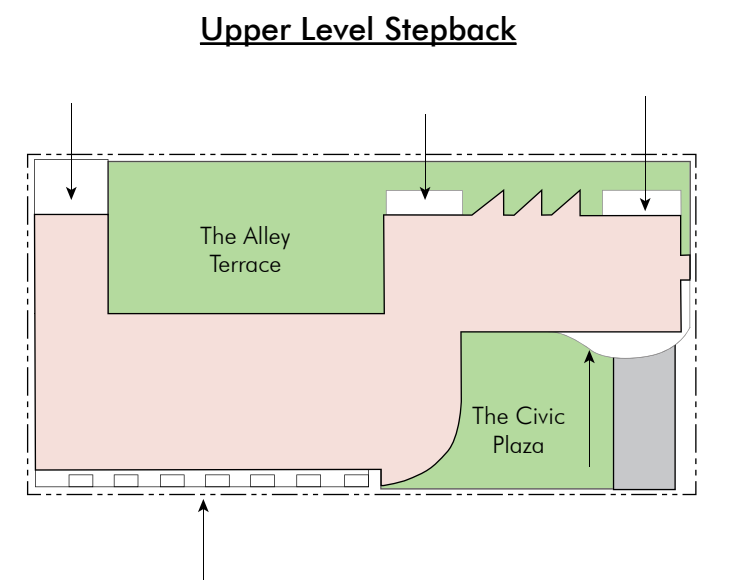 Upper Level Stepback
The Alley
Terrace
The Civic
Plaza